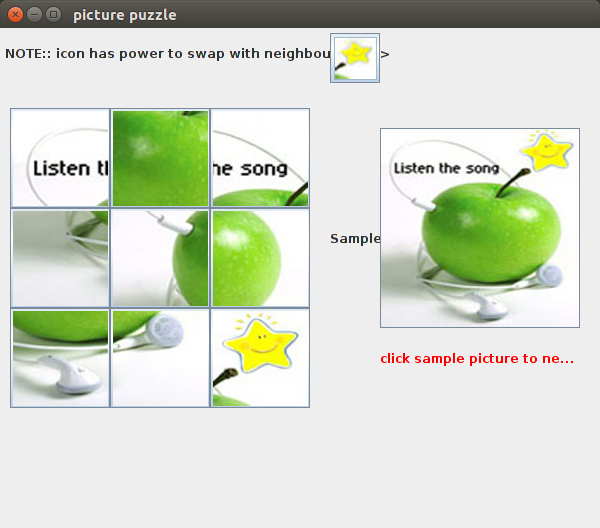 picture puzzle
NOTE:: icon has power to swap with neighbou
>
Listen tl
he song
Listen the song
Sample
click sample picture to ne...